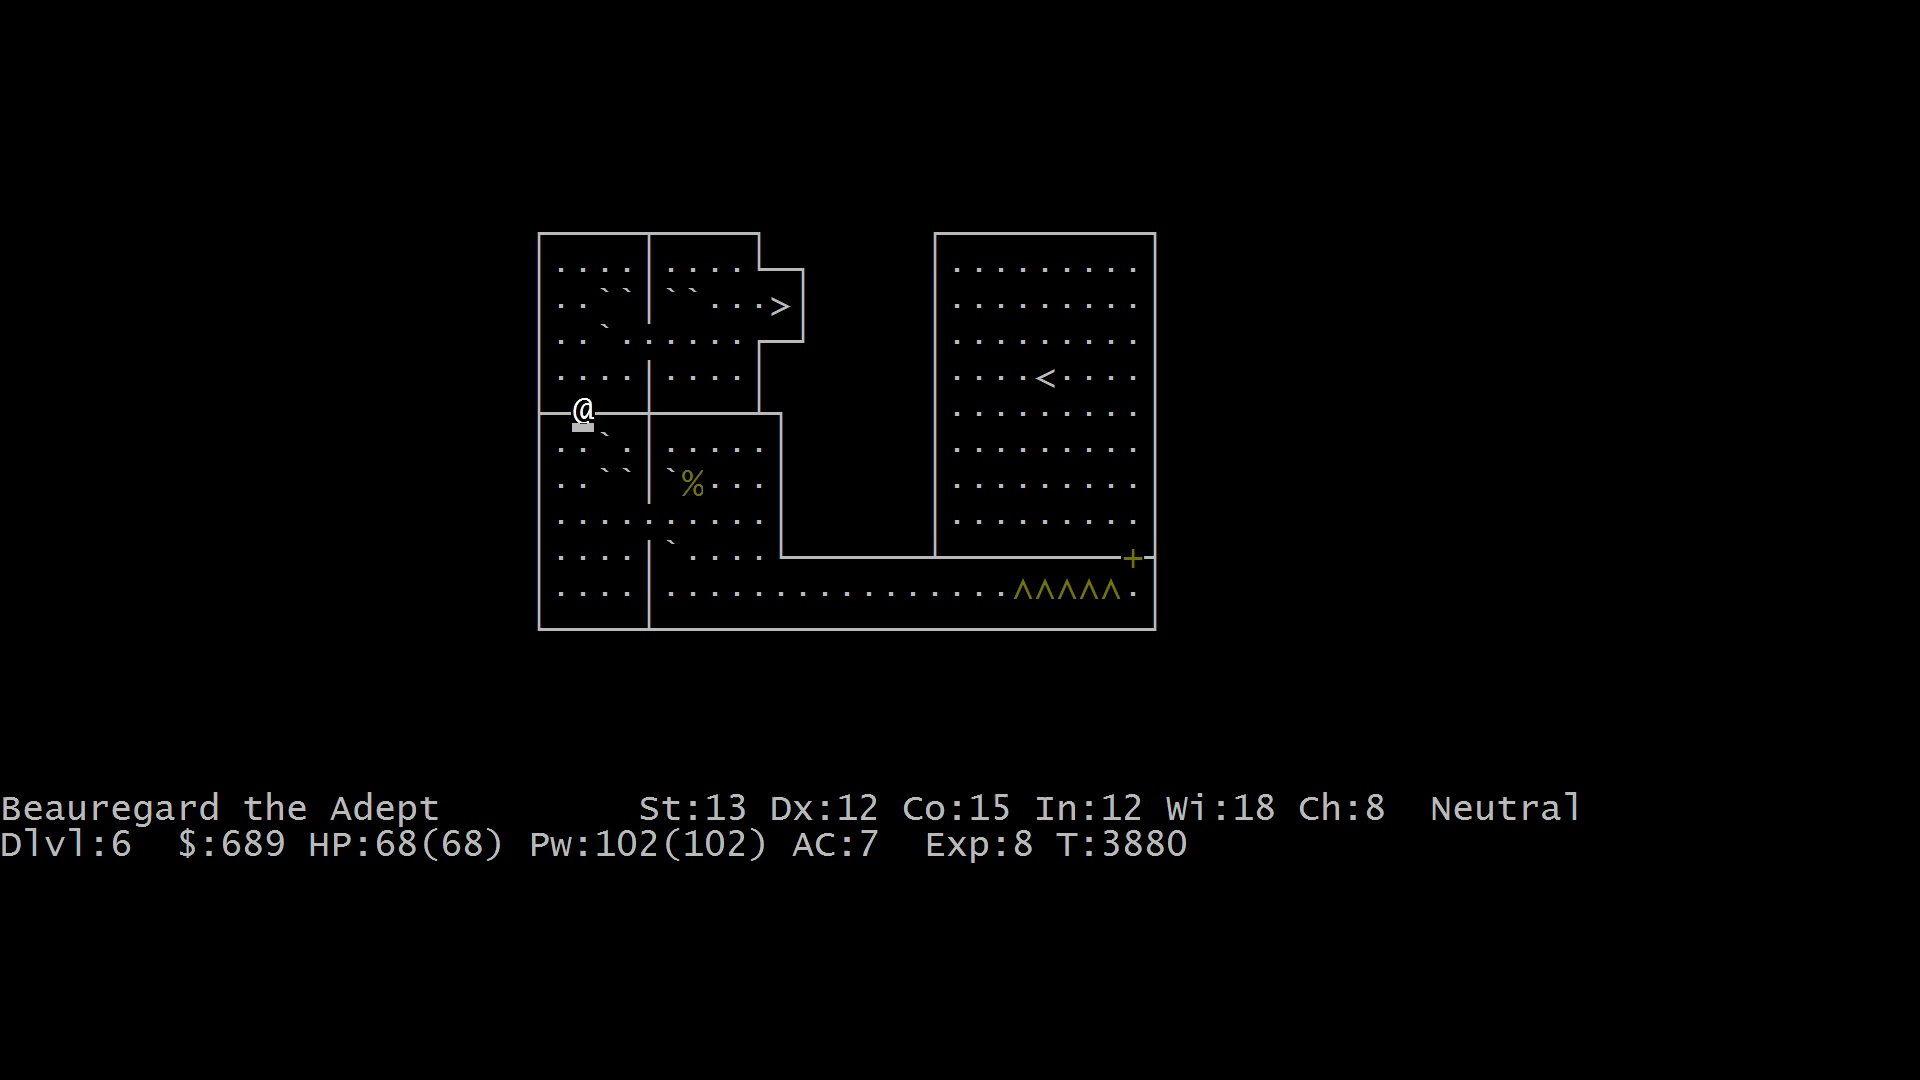 Beauregard the Adept St:13 Dx:12 Co:15 In:12 Wi:18 Ch:8 Neutral
Dlvl:6 $:689 HP:68(68) Pw:102(102) AC:7 Exp:8 T:3880